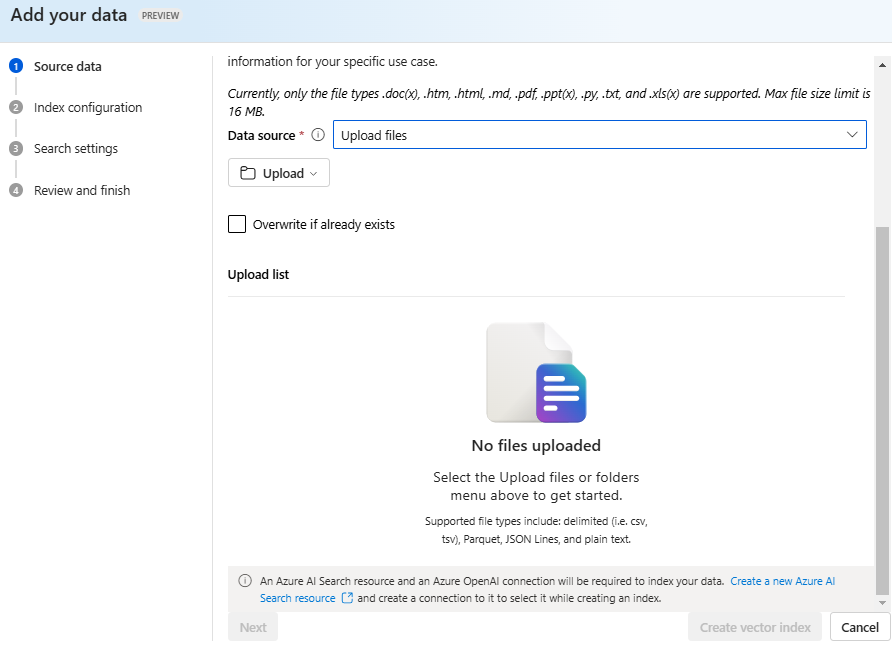 Add your data PREVIEW
1 Source data
2 Index configuration
3 Search settings
4 Review and finish
information for your specific use case.
Currently, only the file types .doc(x), .htm, .html, .md, .pdf, .ppt(x), .py, .txt, and .xls(x) are supported. Max file size limit is
16 MB.
Data source * Upload files
Upload
Overwrite if already exists
Upload list
No files uploaded
Select the Upload files or folders
menu above to get started.
Supported file types include: delimited (i.e. csv,
tsv), Parquet, JSON Lines, and plain text.
An Azure AI Search resource and an Azure OpenAI connection will be required to index your data. Create a new Azure AI
Search resource and create a connection to it to select it while creating an index.
Next Create vector index Cancel